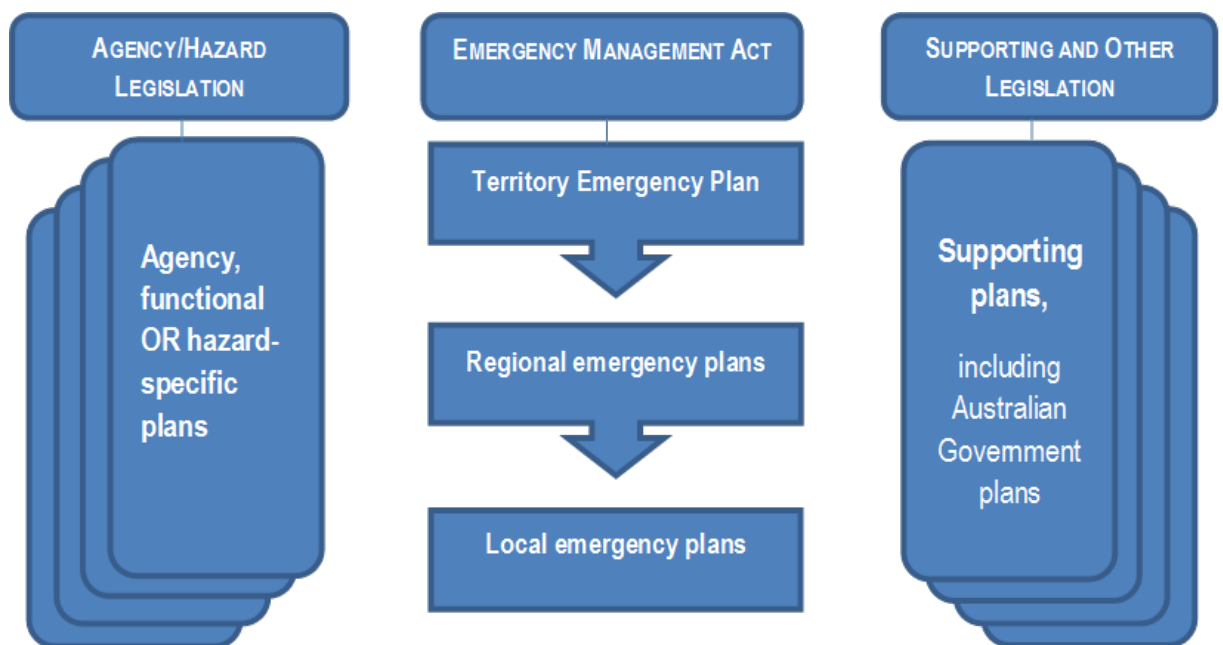 AGENCY/HAZARD
LEGISLATION
EMERGENCY MANAGEMENT ACT
SUPPORTING AND OTHER
LEGISLATION
Agency,
functional
OR hazard-
specific
plans
Territory Emergency Plan
Regional emergency plans
Local emergency plans
Supporting
plans,
including
Australian
Government
plans